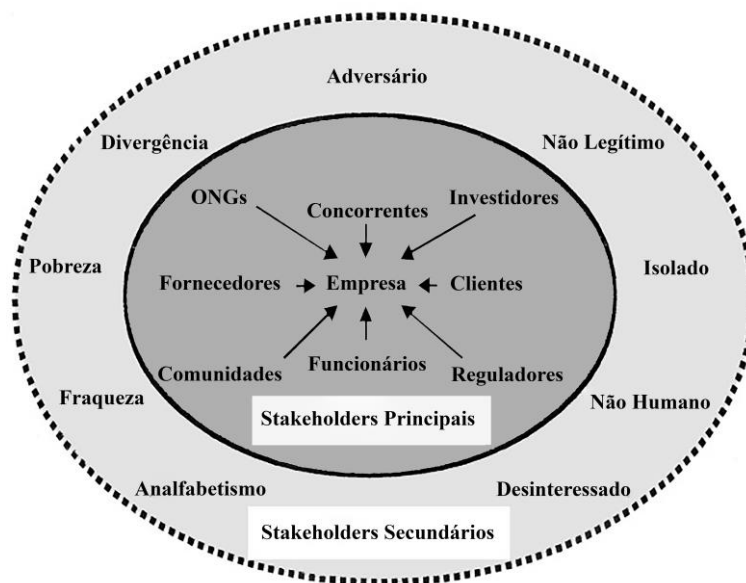 Adversário
Divergência
Não Legítimo
ONGs
Concorrentes
Investidores
Pobreza
Isolado
Fornecedores
Empresa
Clientes
Comunidades
Funcionários
Reguladores
Fraqueza
Não Humano
Stakeholders Principais
Analfabetismo
Desinteressado
Stakeholders Secundários